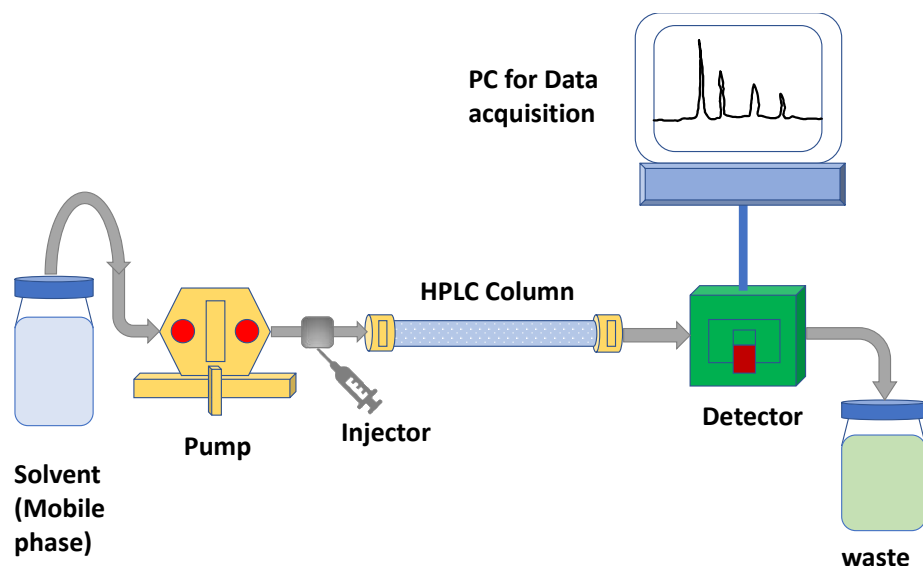 PC for Data
acquisition
HPLC Column
Injector
Pump
Detector
Solvent
(Mobile
phase)
waste